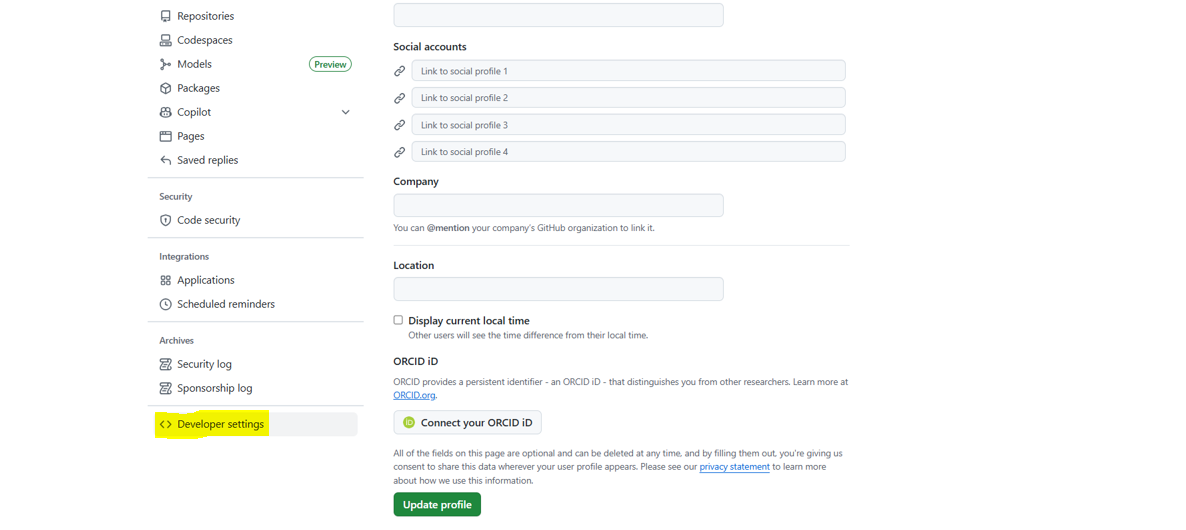 Repositories
Codespaces
Models
Preview
Packages
Copilot
Pages
Saved replies
Security
Code security
Integrations
Applications
Scheduled reminders
Archives
Security log
Sponsorship log
Developer settings
Social accounts
Link to social profile 1
Link to social profile 2
Link to social profile 3
Link to social profile 4
Company
You can @mention your company's GitHub organization to link it.
Location
Display current local time
Other users will see the time difference from their local time.
ORCID iD
ORCID provides a persistent identifier - an ORCID iD - that distinguishes you from other researchers. Learn more at
ORCID.org.
iD Connect your ORCID iD
All of the fields on this page are optional and can be deleted at any time, and by filling them out, you're giving us
consent to share this data wherever your user profile appears. Please see our privacy statement to learn more
about how we use this information.
Update profile